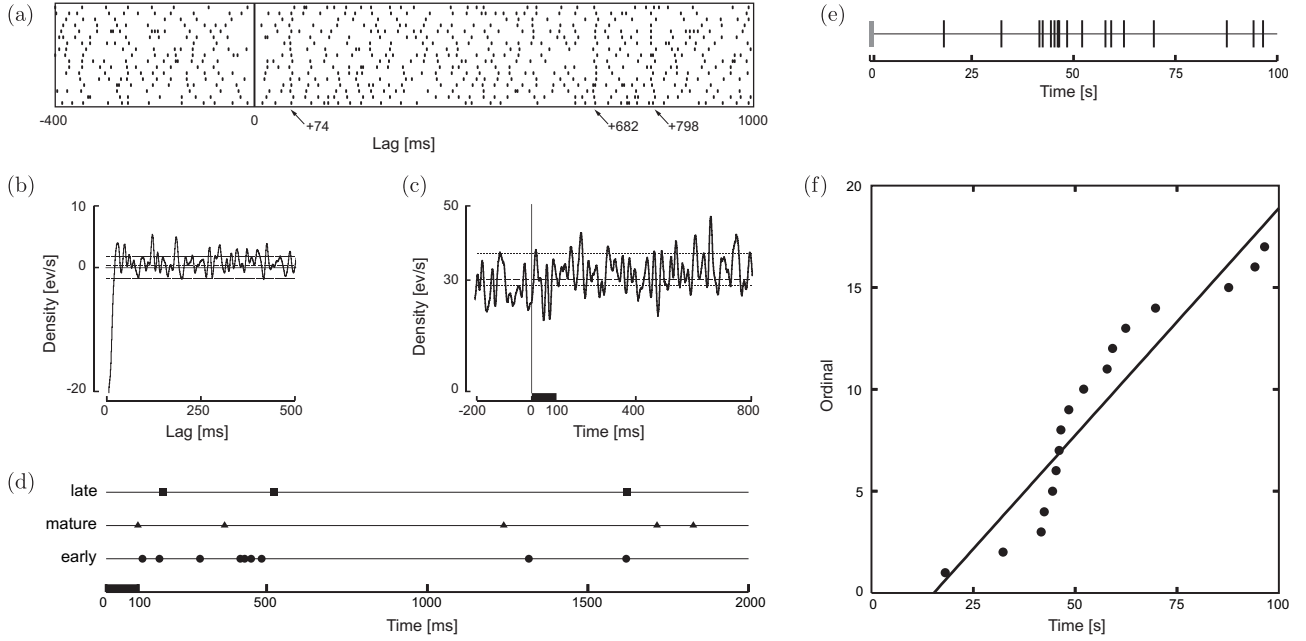 (a)
-400 0 1000
+74 +682 +798
Lag [ms]
(b)
10
0
-20
Density [ev/s]
0 250 500
Lag [ms]
(c)
50
30
0
Density [ev/s]
-200 0 100 400 800
Time [ms]
(d)
late
mature
early
0 100 500 1000 1500 2000
Time [ms]
(e)
0 25 50 75 100
Time [s]
(f)
20
15
10
5
0
Ordinal
0 25 50 75 100
Time [s]